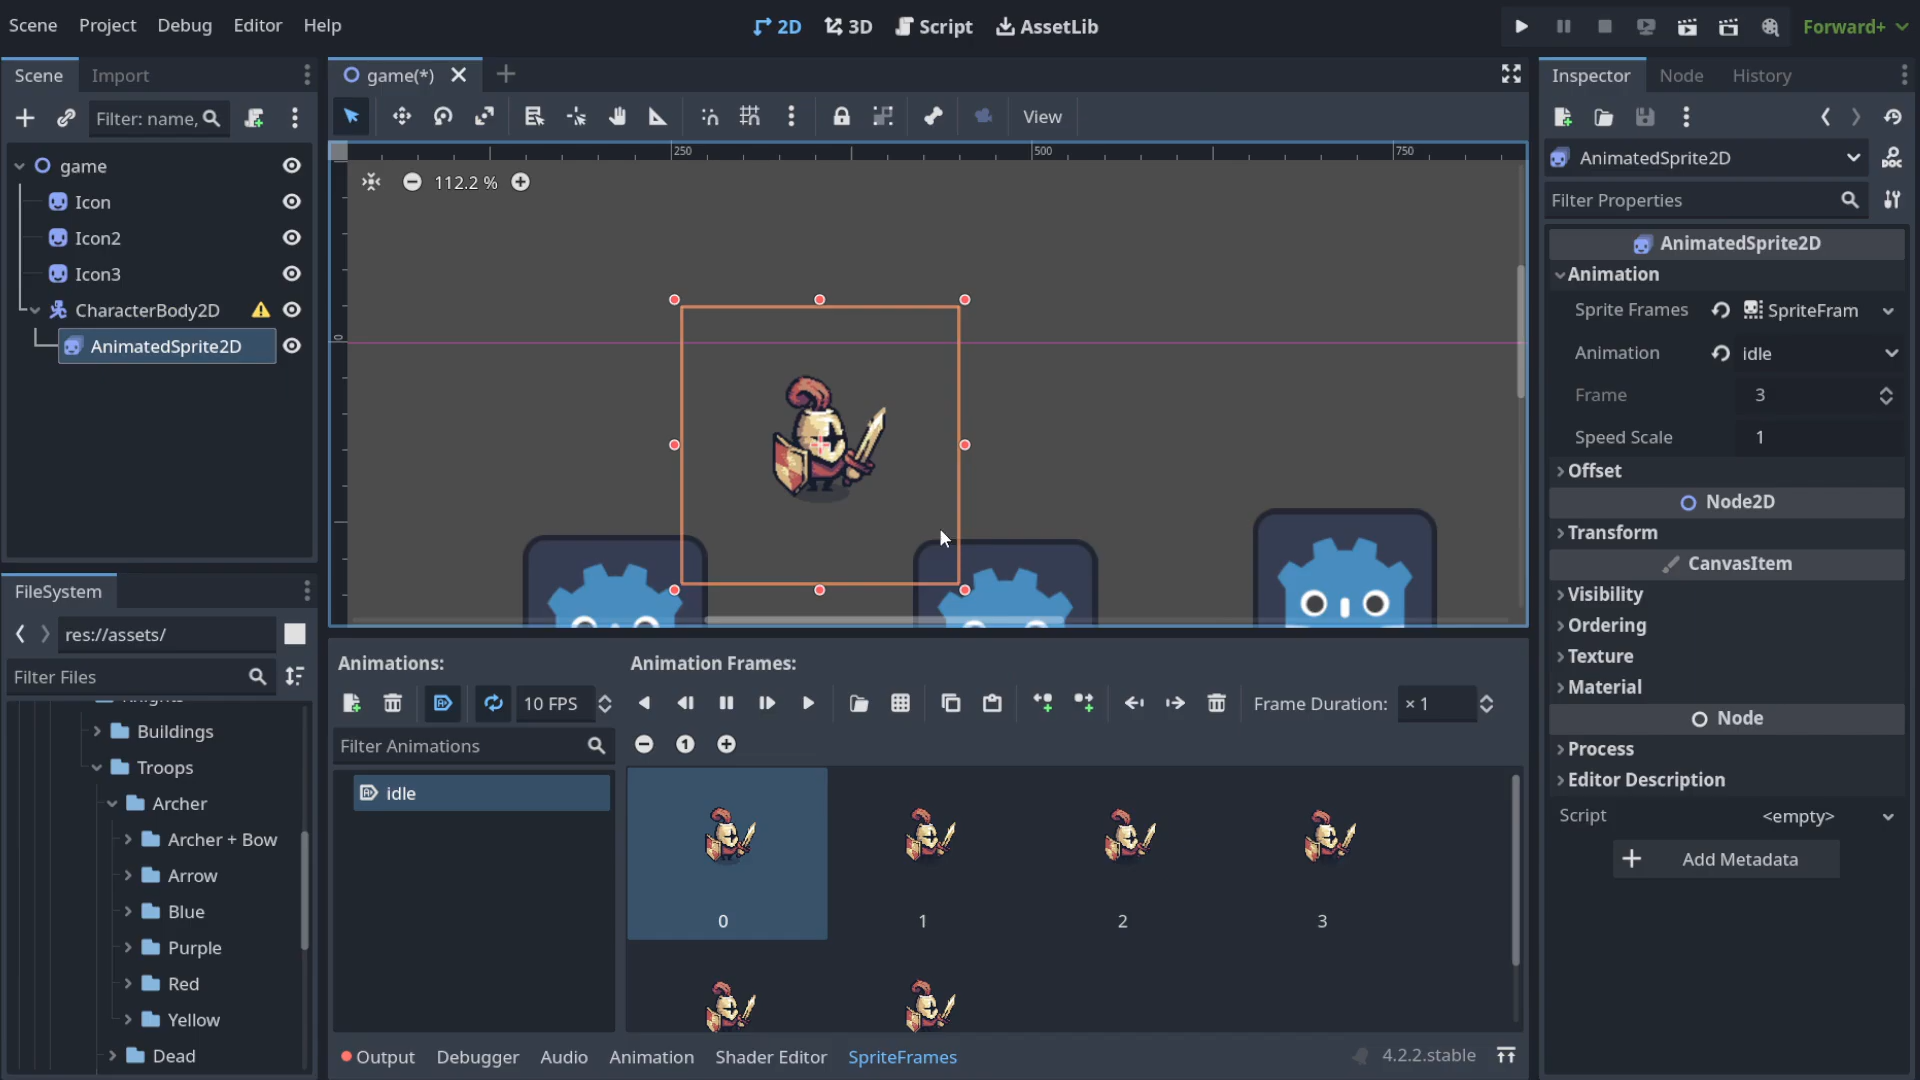 Scene Project Debug Editor Help
2D 3D Script AssetLib
Forward+
Scene Import
game(*)
Inspector Node History
Filter: name,
View
game
250 500 750
AnimatedSprite2D
Icon
112.2 %
Filter Properties
Icon2
AnimatedSprite2D
Icon3
Animation
CharacterBody2D
Sprite Frames SpriteFram
AnimatedSprite2D
0
Animation idle
Frame 3
Speed Scale 1
Offset
Node2D
Transform
CanvasItem
Visibility
Ordering
Texture
Material
Node
Process
Editor Description
Script <empty>
Add Metadata
FileSystem
res://assets/
Filter Files
Buildings
Troops
Archer
Archer + Bow
Arrow
Blue
Purple
Red
Yellow
Dead
Animations:
Animation Frames:
10 FPS
1
Frame Duration: × 1
Filter Animations
idle
0 1 2 3
Output Debugger Audio Animation Shader Editor SpriteFrames
4.2.2.stable